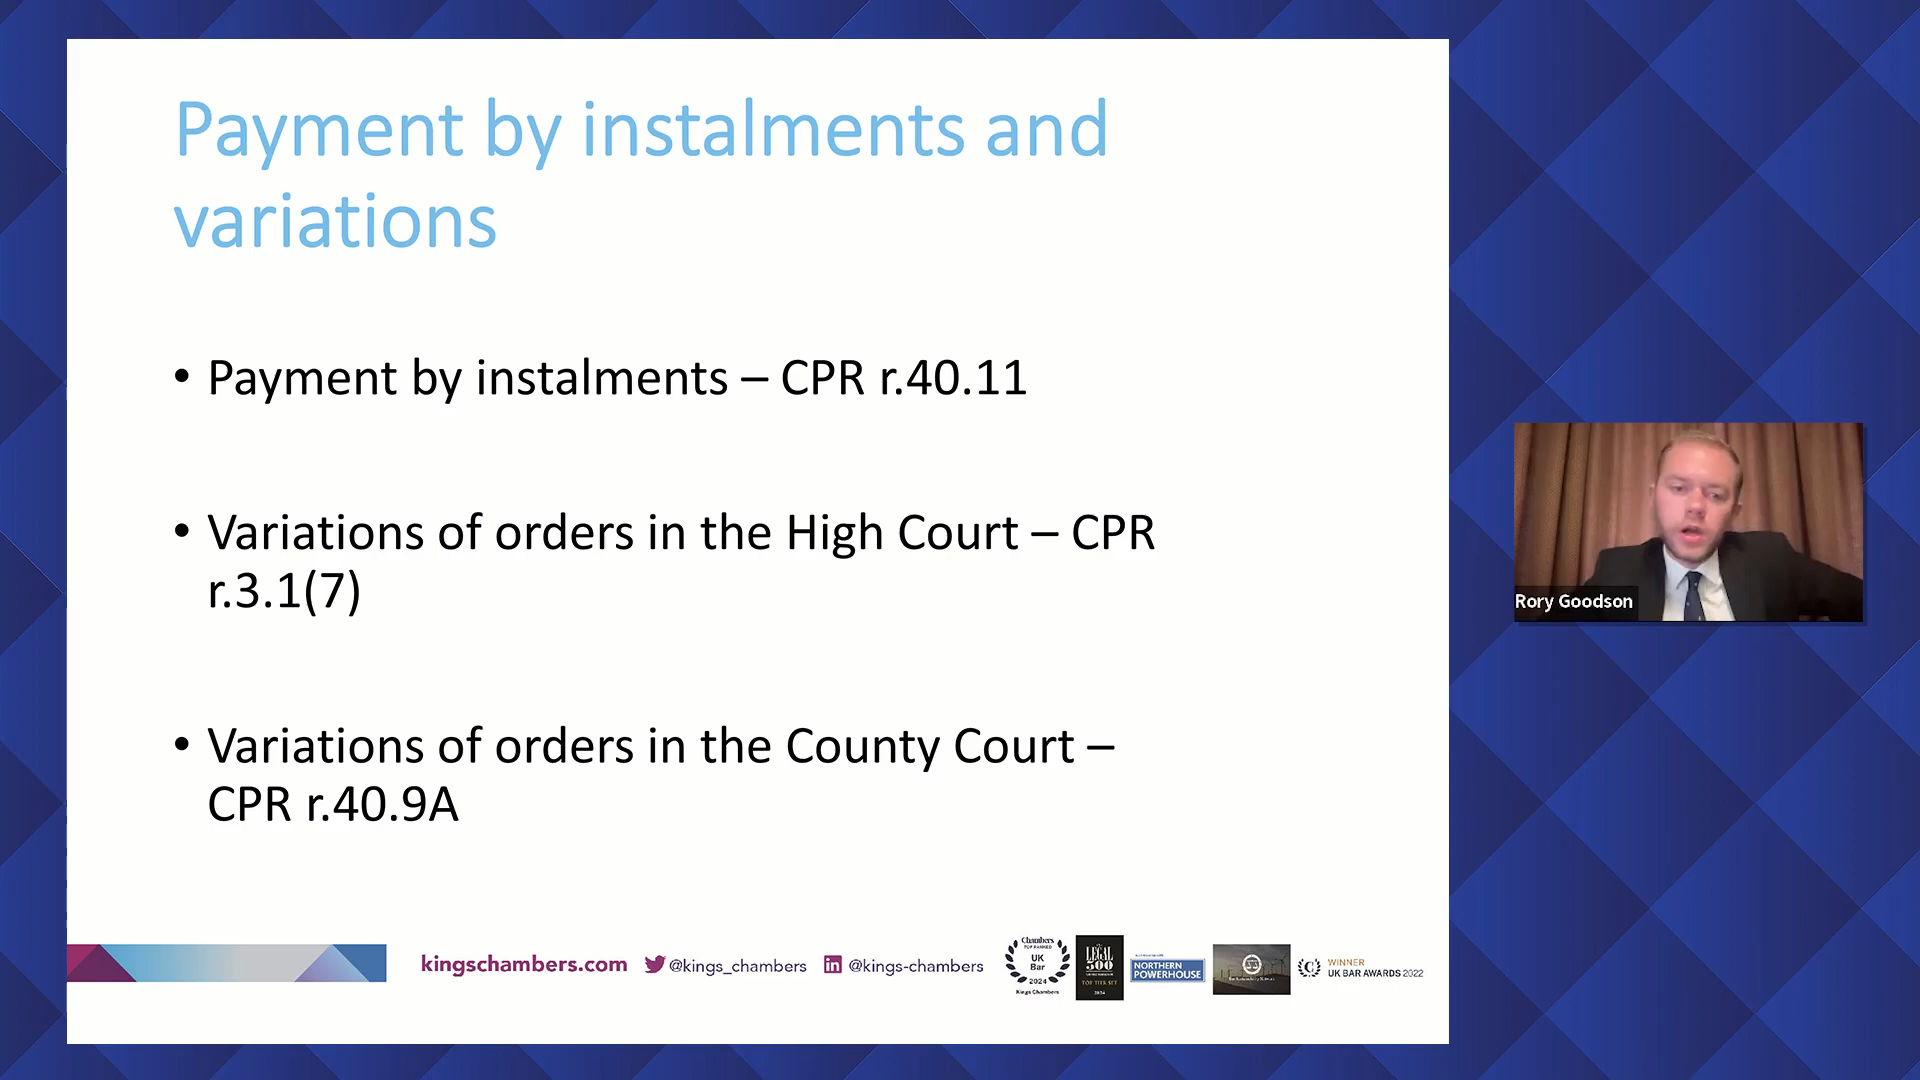 Payment by instalments and
variations
• Payment by instalments – CPR r.40.11
• Variations of orders in the High Court – CPR
r.3.1(7)
• Variations of orders in the County Court –
CPR r.40.9A
Rory Goodson
kingschambers.com
@kings_chambers
@kings-chambers
Chambers
TOP RANKED
UK
Bar
2024
Kings Chambers
The
LEGAL
500
TOP TIER SET
2024
NORTHERN
POWERHOUSE
WINNER
UK BAR AWARDS 2022